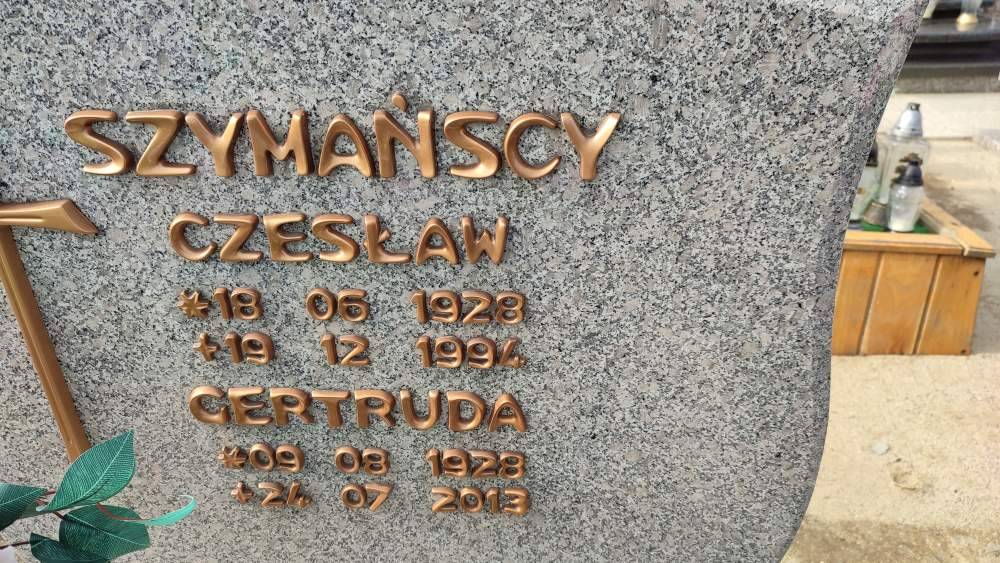 SZYMAŃSCY
CZESŁAW
*18 06 1928
+19 12 1994
GERTRUDA
*09 08 1928
+24 07 2013